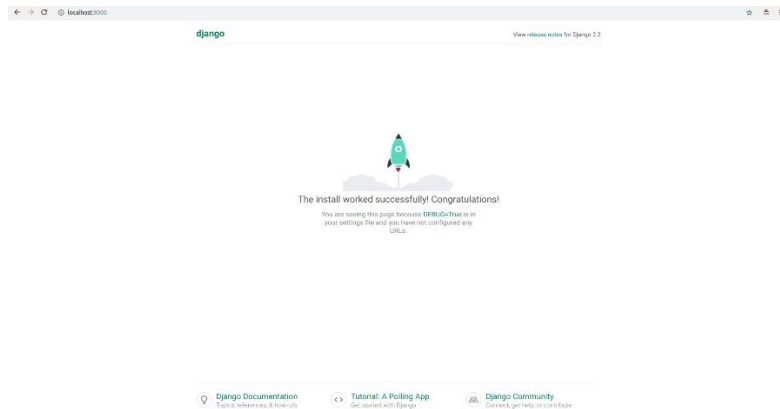 localhost:8000
django
View release notes for Django 2.2
The install worked successfully! Congratulations!
You are seeing this page because DEBUG=True is in
your settings file and you have not configured any
URLs.
Django Documentation
Topics, references, & how-to's
Tutorial: A Polling App
Get started with Django
Django Community
Connect, get help, or contribute